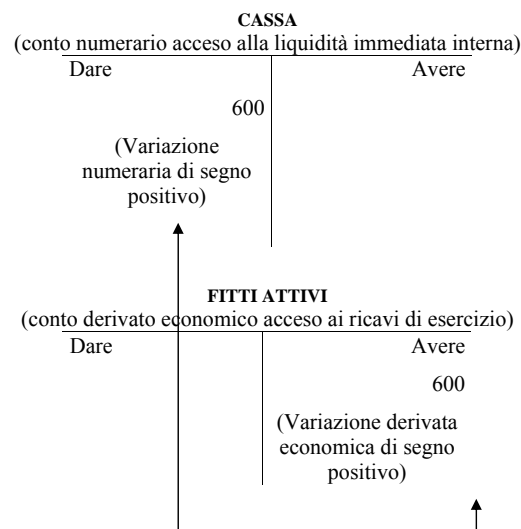 CASSA
(conto numerario acceso alla liquidità immediata interna)
Dare Avere
600
(Variazione
numeraria di segno
positivo)
FITTI ATTIVI
(conto derivato economico acceso ai ricavi di esercizio)
Dare Avere
600
(Variazione derivata
economica di segno
positivo)